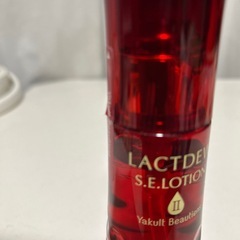 LACTDEW
S.E.LOTION
II
Yakult Beautiens